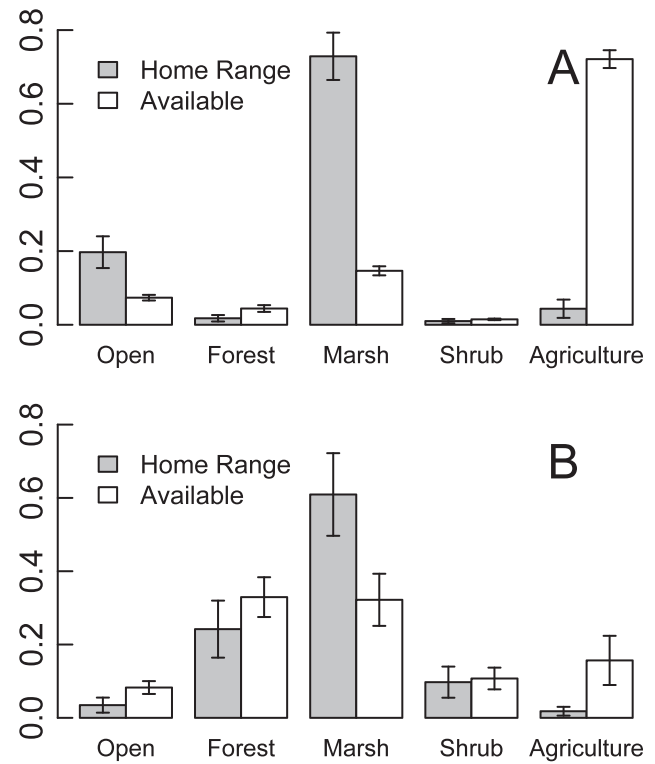 0.8
0.6
0.4
0.2
0.0
Home Range
Available
A
Open Forest Marsh Shrub Agriculture
0.8
0.6
0.4
0.2
0.0
Home Range
Available
B
Open Forest Marsh Shrub Agriculture